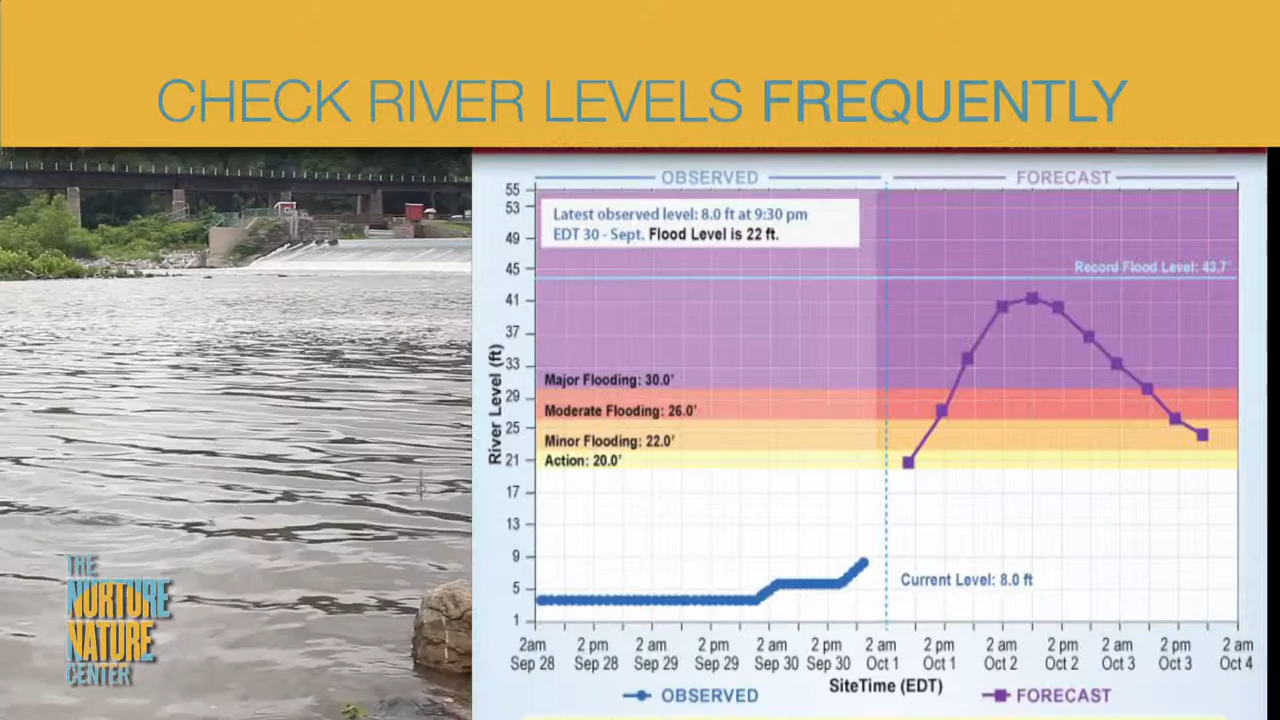 CHECK RIVER LEVELS FREQUENTLY
OBSERVED
FORECAST
Latest observed level: 8.0 ft at 9:30 pm
EDT 30 - Sept. Flood Level is 22 ft.
Record Flood Level: 43.7'
Major Flooding: 30.0'
Moderate Flooding: 26.0'
Minor Flooding: 22.0'
Action: 20.0'
Current Level: 8.0 ft
River Level (ft)
55
53
49
45
41
37
33
29
25
21
17
13
9
5
1
2am 2 pm 2 am 2 pm 2 am 2 pm 2 am 2 pm 2 am 2 pm 2 am 2 pm 2 am
Sep 28 Sep 28 Sep 29 Sep 29 Sep 30 Sep 30 Oct 1 Oct 1 Oct 2 Oct 2 Oct 3 Oct 3 Oct 4
SiteTime (EDT)
OBSERVED
FORECAST
THE
NURTURE
NATURE
CENTER